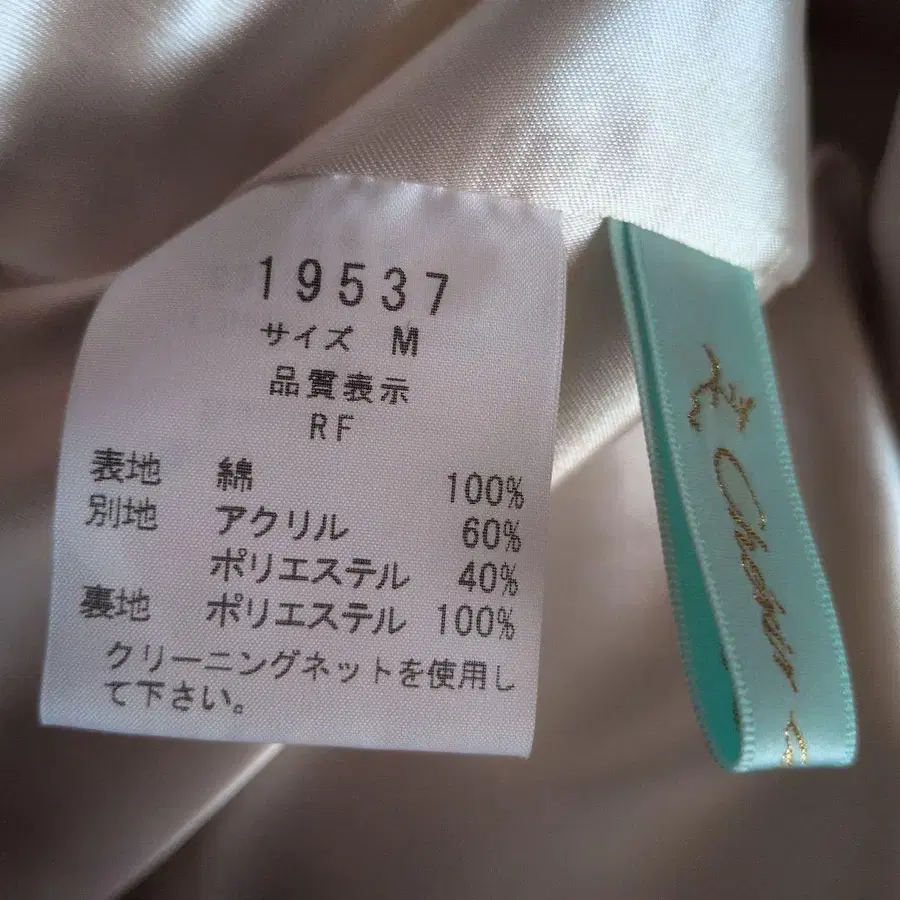 19537
サイズ M
品質表示
RF
表地 綿 100%
別地 アクリル 60%
ポリエステル 40%
裏地 ポリエステル 100%
クリーニングネットを使用し
て下さい。